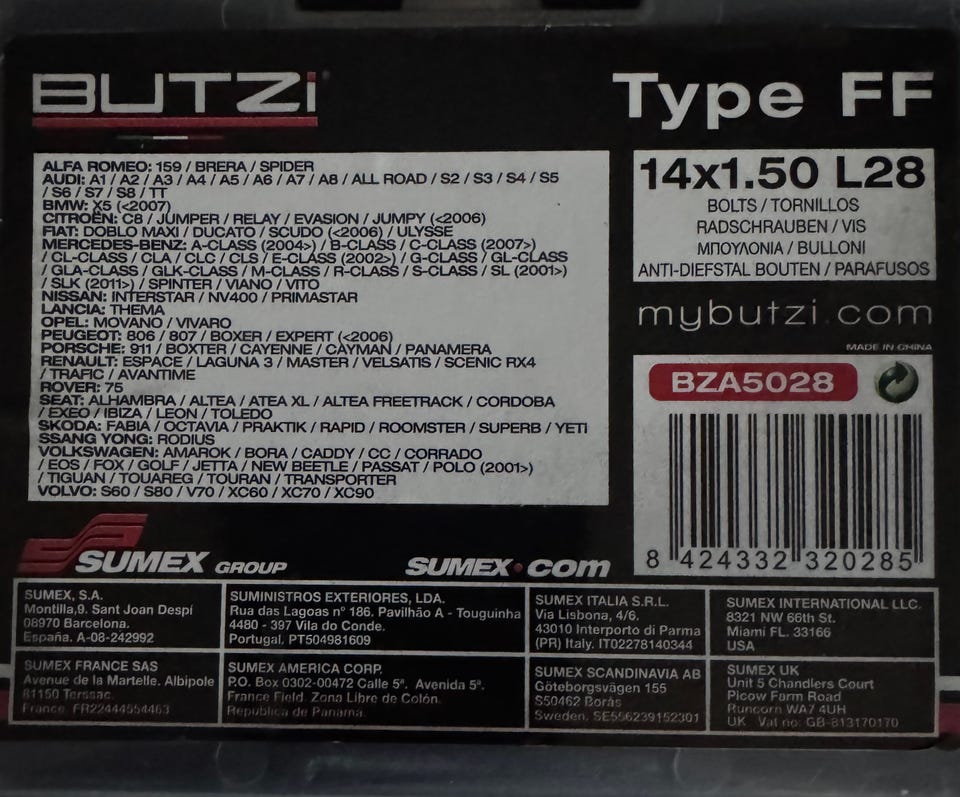 BUTZi
Type FF
ALFA ROMEO: 159 / BRERA / SPIDER
AUDI: A1 / A2 / A3 / A4 / A5 / A6 / A7 / A8 / ALL ROAD / S2 / S3 / S4 / S5
/ S6 / S7 / S8 / TT
BMW: X5 (<2007)
CITROËN: C8 / JUMPER / RELAY / EVASION / JUMPY (<2006)
FIAT: DOBLO MAXI / DUCATO / SCUDO (<2006) / ULYSSE
MERCEDES-BENZ: A-CLASS (2004>) / B-CLASS / C-CLASS (2007>)
/ CL-CLASS / CLA / CLC / CLS / E-CLASS (2002>) / G-CLASS / GL-CLASS
/ GLA-CLASS / GLK-CLASS / M-CLASS / R-CLASS / S-CLASS / SL (2001>)
/ SLK (2011>) / SPINTER / VIANO / VITO
NISSAN: INTERSTAR / NV400 / PRIMASTAR
LANCIA: THEMA
OPEL: MOVANO / VIVARO
PEUGEOT: 806 / 807 / BOXER / EXPERT (<2006)
PORSCHE: 911 / BOXTER / CAYENNE / CAYMAN / PANAMERA
RENAULT: ESPACE / LAGUNA 3 / MASTER / VELSATIS / SCENIC RX4
/ TRAFIC / AVANTIME
ROVER: 75
SEAT: ALHAMBRA / ALTEA / ATEA XL / ALTEA FREETRACK / CORDOBA
/ EXEO / IBIZA / LEON / TOLEDO
SKODA: FABIA / OCTAVIA / PRAKTIK / RAPID / ROOMSTER / SUPERB / YETI
SSANG YONG: RODIUS
VOLKSWAGEN: AMAROK / BORA / CADDY / CC / CORRADO
/ EOS / FOX / GOLF / JETTA / NEW BEETLE / PASSAT / POLO (2001>)
/ TIGUAN / TOUAREG / TOURAN / TRANSPORTER
VOLVO: S60 / S80 / V70 / XC60 / XC70 / XC90
14x1.50 L28
BOLTS / TORNILLOS
RADSCHRAUBEN / VIS
ΜΠΟΥΛΟΝΙΑ / BULLONI
ANTI-DIEFSTAL BOUTEN / PARAFUSOS
mybutzi.com
MADE IN CHINA
BZA5028
8 424332 320285
SUMEX GROUP
SUMEX.com
SUMEX, S.A.
Montilla,9. Sant Joan Despí
08970 Barcelona.
España. A-08-242992
SUMINISTROS EXTERIORES, LDA.
Rua das Lagoas nº 186. Pavilhão A - Touguinha
4480 - 397 Vila do Conde.
Portugal. PT504981609
SUMEX ITALIA S.R.L.
Via Lisbona, 4/6.
43010 Interporto di Parma
(PR) Italy. IT02278140344
SUMEX INTERNATIONAL LLC.
8321 NW 66th St.
Miami FL. 33166
USA
SUMEX FRANCE SAS
Avenue de la Martelle. Albipole
81150 Terssac.
France. FR22444554463
SUMEX AMERICA CORP.
P.O. Box 0302-00472 Calle 5ª. Avenida 5ª.
France Field. Zona Libre de Colón.
Republica de Panamá.
SUMEX SCANDINAVIA AB
Göteborgsvägen 155
S50462 Borås
Sweden. SE556239152301
SUMEX UK
Unit 5 Chandlers Court
Picow Farm Road
Runcorn WA7 4UH
UK Vat no: GB-813170170